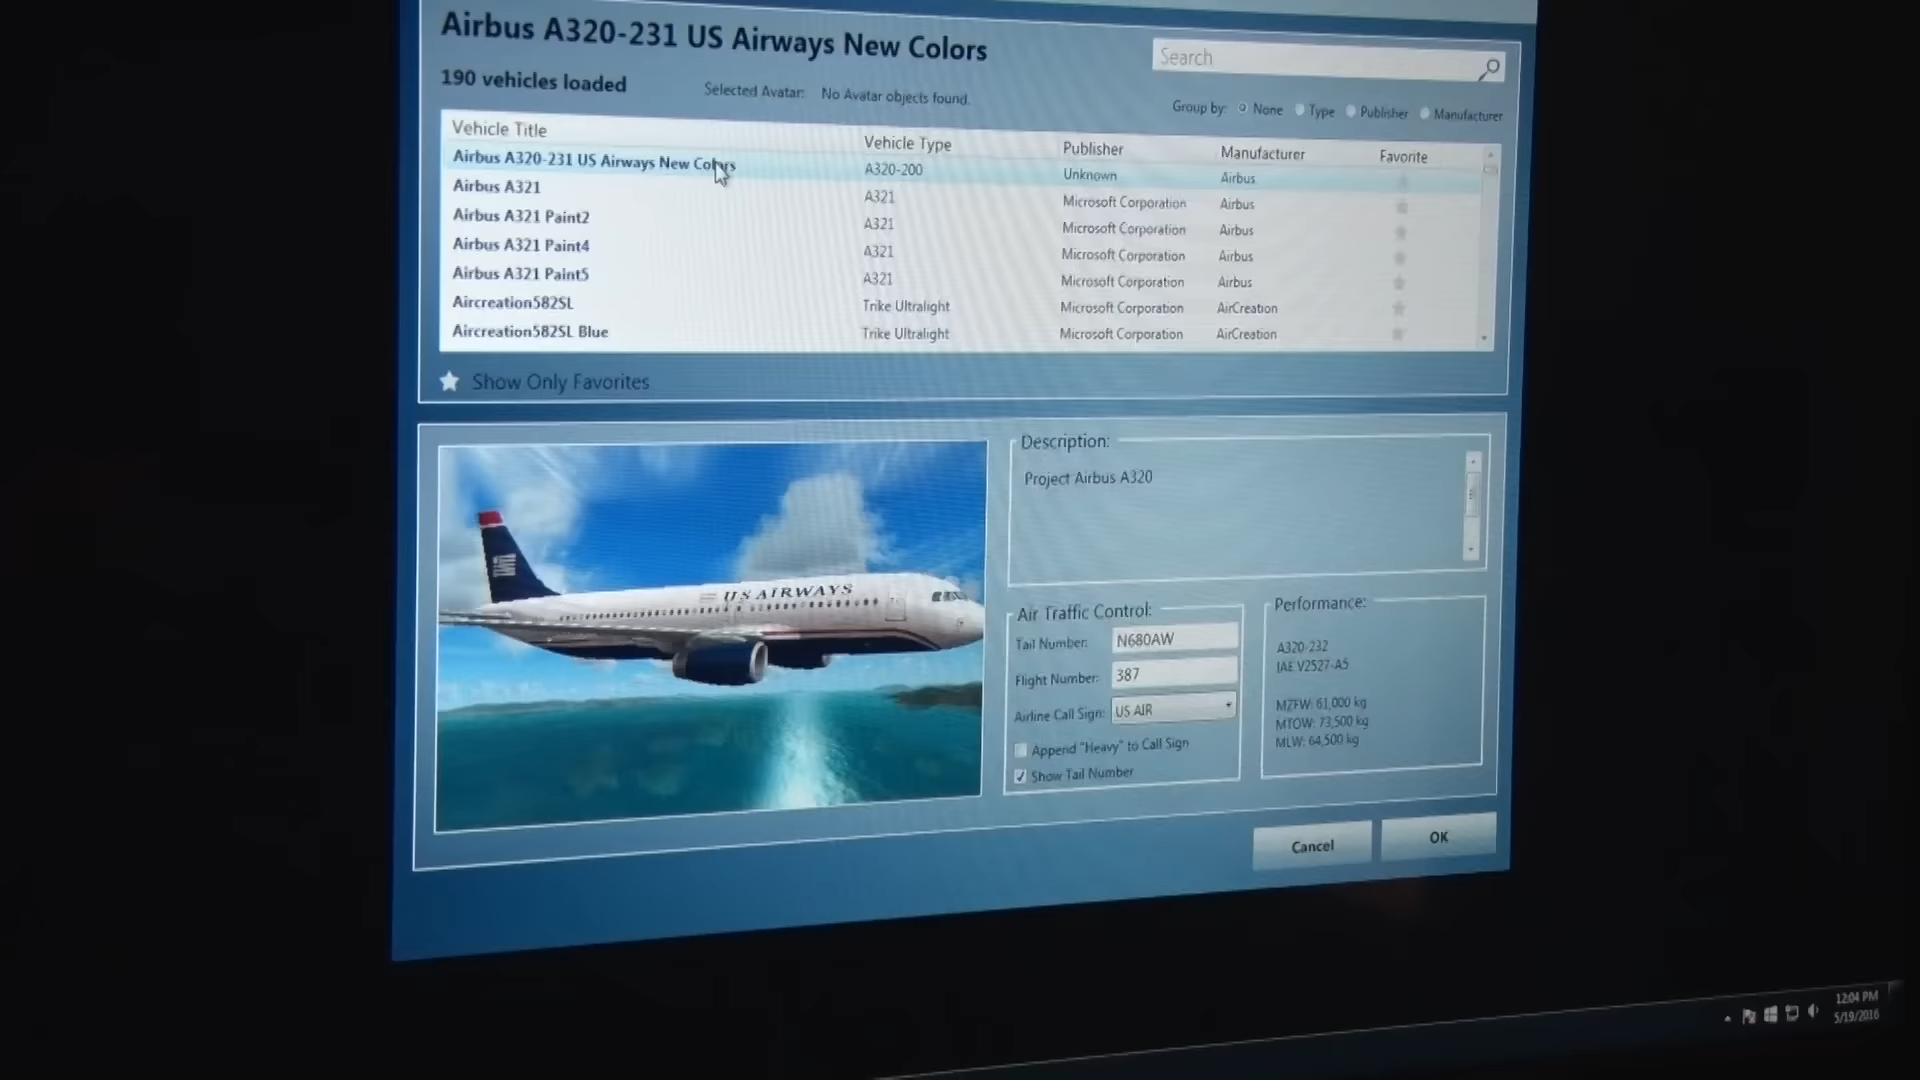 Airbus A320-231 US Airways New Colors
Search
190 vehicles loaded
Selected Avatar: No Avatar objects found.
Group by: None Type Publisher Manufacturer
Vehicle Title Vehicle Type Publisher Manufacturer Favorite
Airbus A320-231 US Airways New Colors A320-200 Unknown Airbus
Airbus A321 A321 Microsoft Corporation Airbus
Airbus A321 Paint2 A321 Microsoft Corporation Airbus
Airbus A321 Paint4 A321 Microsoft Corporation Airbus
Airbus A321 Paint5 A321 Microsoft Corporation Airbus
Aircreation582SL Trike Ultralight Microsoft Corporation AirCreation
Aircreation582SL Blue Trike Ultralight Microsoft Corporation AirCreation
Show Only Favorites
U S AIRWAYS
Description:
Project Airbus A320
Air Traffic Control:
Tail Number: N680AW
Flight Number: 387
Airline Call Sign: US AIR
Append "Heavy" to Call Sign
Show Tail Number
Performance:
A320-232
IAE V2527-A5
MZFW: 61,000 kg
MTOW: 73,500 kg
MLW: 64,500 kg
Cancel
OK
12:04 PM
5/19/2016